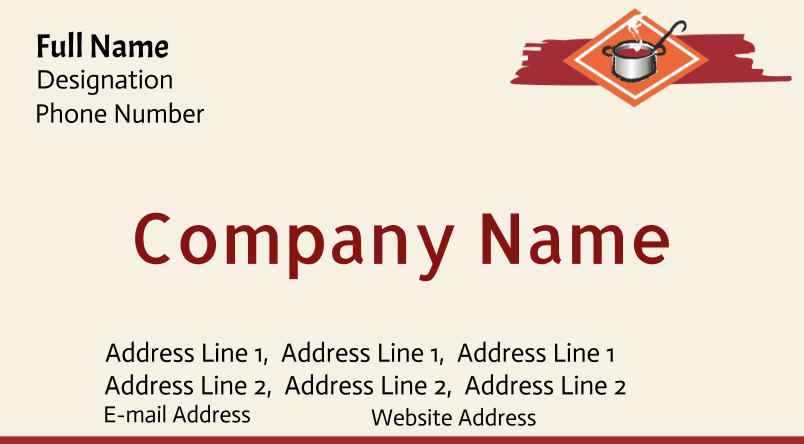 Full Name
Designation
Phone Number
Company Name
Address Line 1, Address Line 1, Address Line 1
Address Line 2, Address Line 2, Address Line 2
E-mail Address Website Address